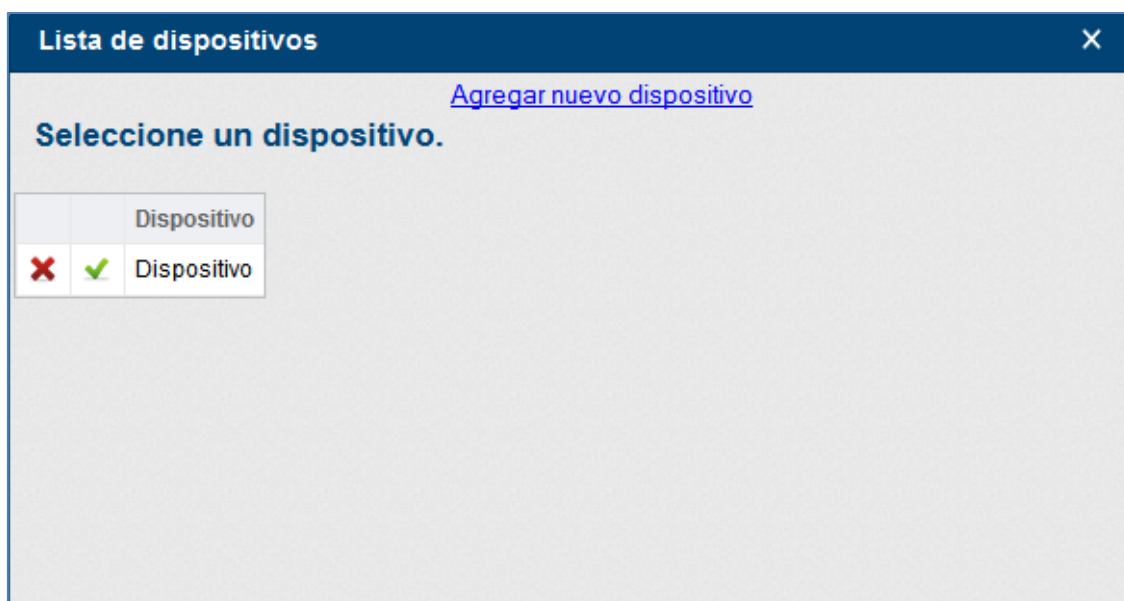 Lista de dispositivos
Agregar nuevo dispositivo
Seleccione un dispositivo.
Dispositivo
Dispositivo